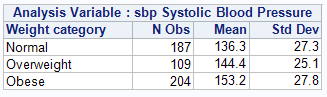 Analysis Variable : sbp Systolic Blood Pressure
Weight category N Obs Mean Std Dev
Normal 187 136.3 27.3
Overweight 109 144.4 25.1
Obese 204 153.2 27.8